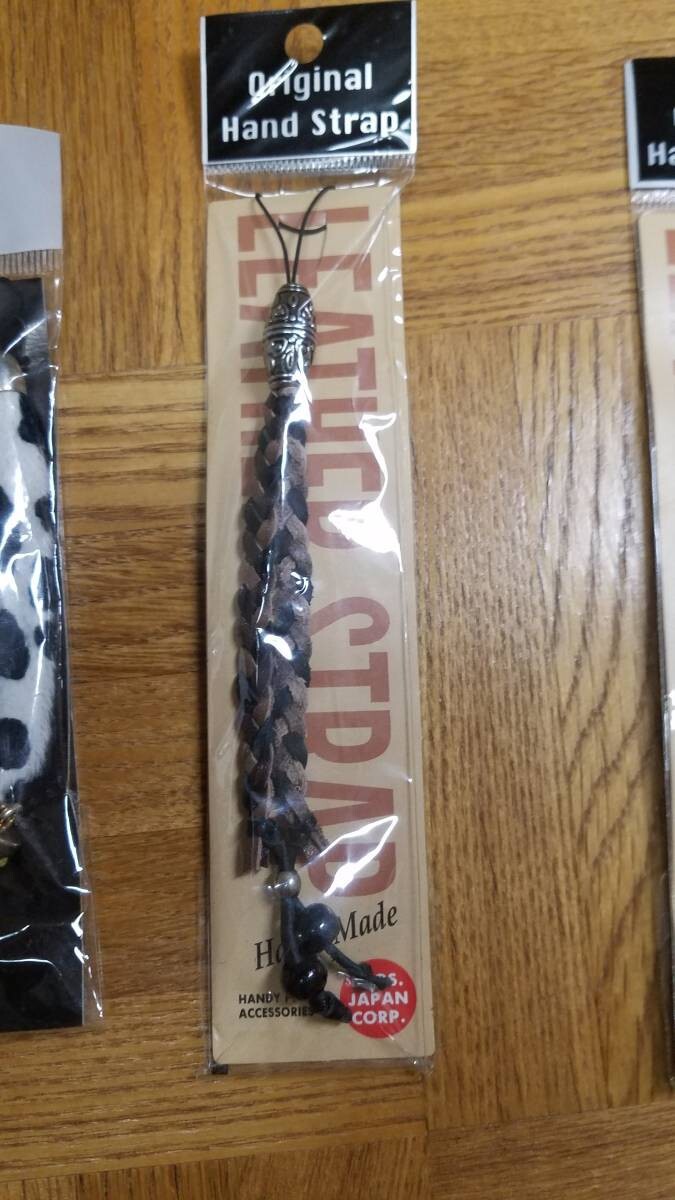 Original
Hand Strap
LEATHER STRAP
Made
HANDY
ACCESSORIES
JAPAN
CORP.